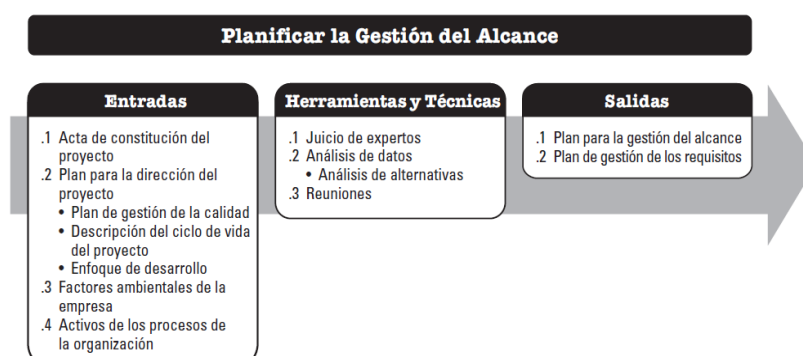 Planificar la Gestión del Alcance
Entradas
.1 Acta de constitución del
proyecto
.2 Plan para la dirección del
proyecto
• Plan de gestión de la calidad
• Descripción del ciclo de vida
del proyecto
• Enfoque de desarrollo
.3 Factores ambientales de la
empresa
.4 Activos de los procesos de
la organización
Herramientas y Técnicas
.1 Juicio de expertos
.2 Análisis de datos
• Análisis de alternativas
.3 Reuniones
Salidas
.1 Plan para la gestión del alcance
.2 Plan de gestión de los requisitos